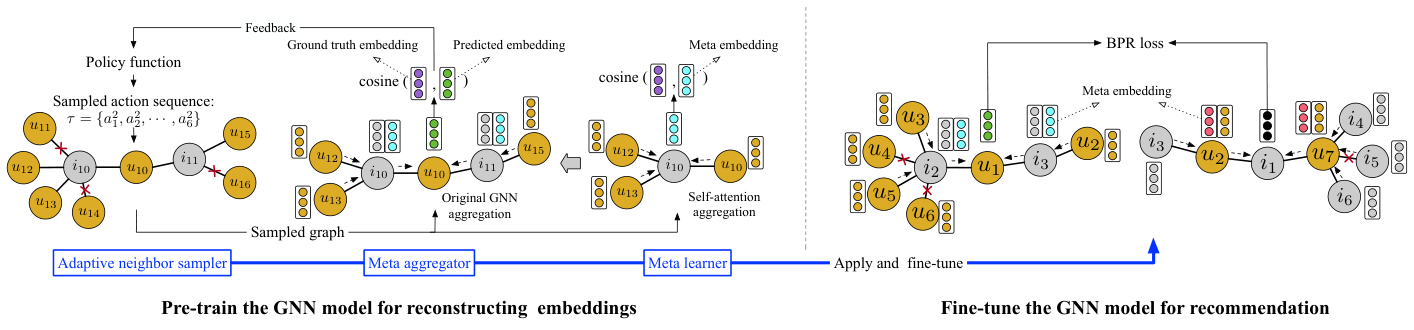 Feedback
Policy function
Sampled action sequence:
τ = {a₁², a₂², · · · , a₆²}
u₁₁
u₁₂
u₁₃
u₁₄
i₁₀
u₁₀
i₁₁
u₁₅
u₁₆
Ground truth embedding
Predicted embedding
cosine ( , )
u₁₂
u₁₃
i₁₀
u₁₀
i₁₁
u₁₅
Original GNN
aggregation
Meta embedding
cosine ( , )
u₁₂
u₁₃
i₁₀
u₁₀
Self-attention
aggregation
Sampled graph
Adaptive neighbor sampler
Meta aggregator
Meta learner
Apply and fine-tune
BPR loss
Meta embedding
u₃
u₄
u₅
u₆
i₂
u₁
i₃
u₂
i₃
u₂
i₁
u₇
i₄
i₅
i₆
Pre-train the GNN model for reconstructing embeddings
Fine-tune the GNN model for recommendation